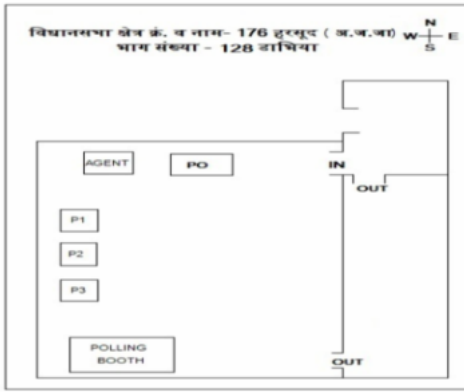 विधानसभा क्षेत्र क्रं. व नाम- 176 हरसूद ( अ.ज.जा)
भाग संख्या - 128 डाभिया
N
W E
S
AGENT
PO
IN
OUT
P1
P2
P3
POLLING
BOOTH
OUT